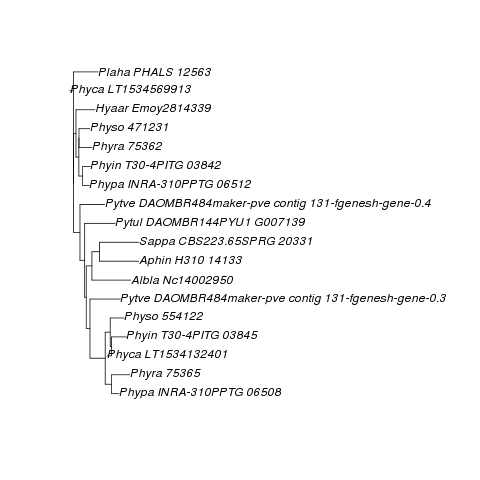 Plaha PHALS 12563
Phyca LT1534569913
Hyaar Emoy2814339
Physo 471231
Phyra 75362
Phyin T30-4PITG 03842
Phypa INRA-310PPTG 06512
Pytve DAOMBR484maker-pve contig 131-fgenesh-gene-0.4
Pytul DAOMBR144PYU1 G007139
Sappa CBS223.65SPRG 20331
Aphin H310 14133
Albla Nc14002950
Pytve DAOMBR484maker-pve contig 131-fgenesh-gene-0.3
Physo 554122
Phyin T30-4PITG 03845
Phyca LT1534132401
Phyra 75365
Phypa INRA-310PPTG 06508